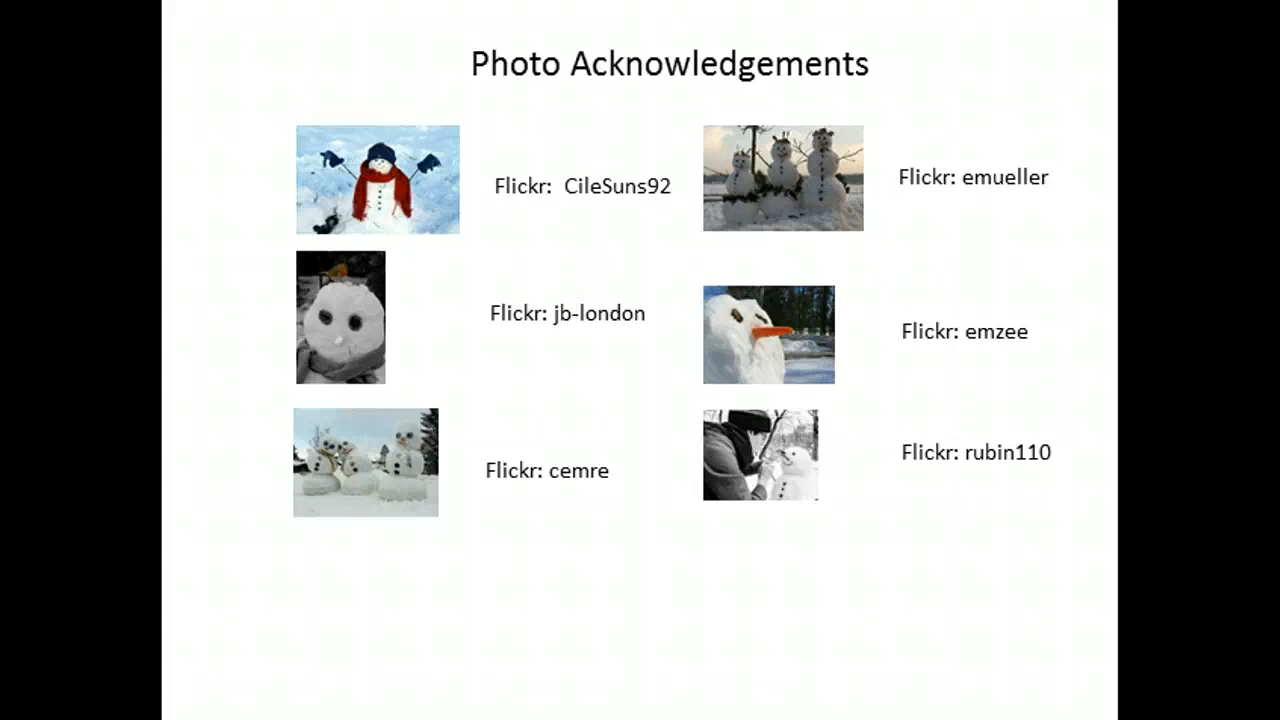 Photo Acknowledgements
Flickr: CileSuns92
Flickr: emueller
Flickr: jb-london
Flickr: emzee
Flickr: cemre
Flickr: rubin110